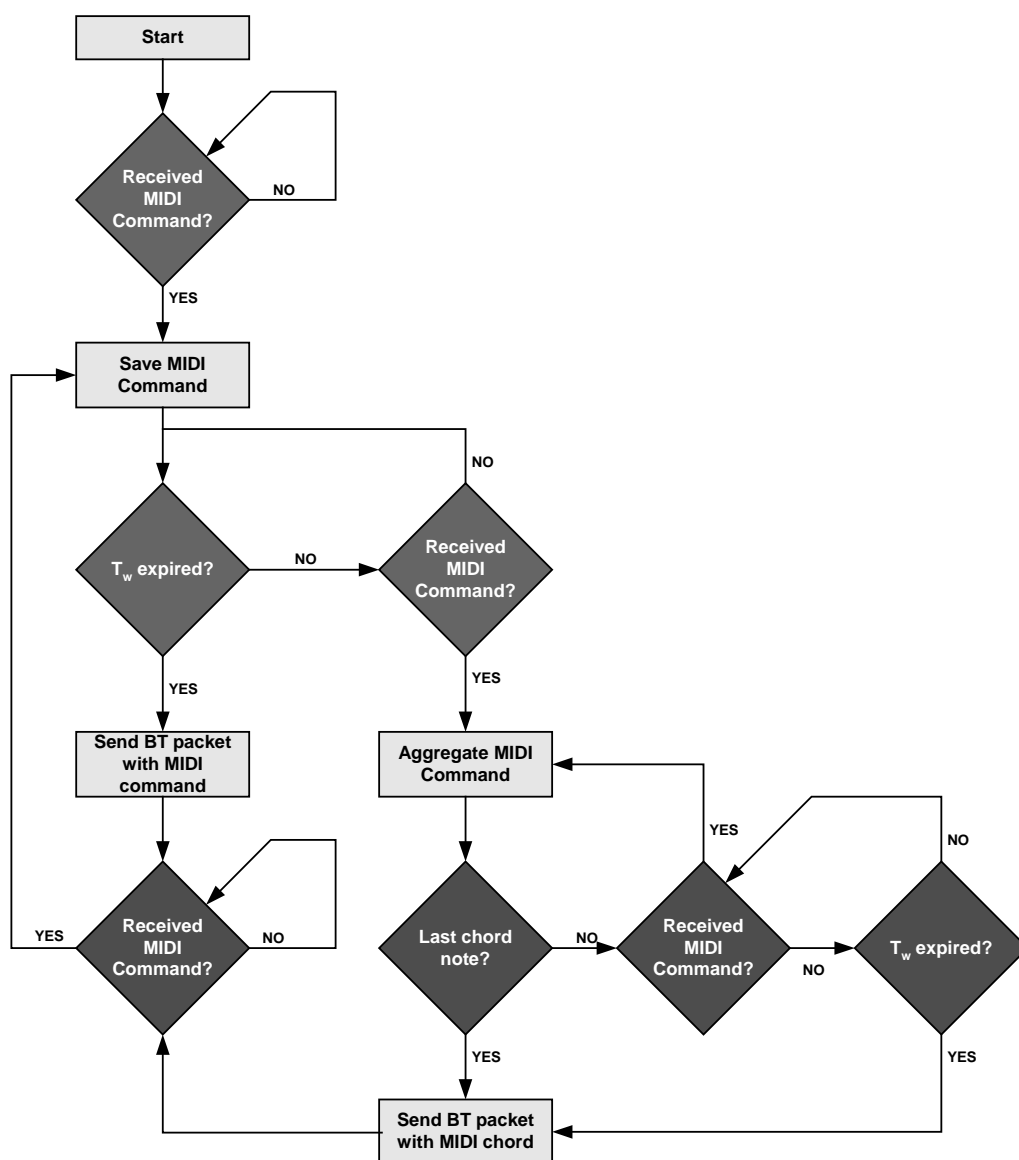 Start
Received
MIDI
Command?
NO
YES
Save MIDI
Command
NO
T_w expired?
NO
Received
MIDI
Command?
YES
YES
Send BT packet
with MIDI
command
Aggregate MIDI
Command
YES
NO
Received
MIDI
Command?
YES
NO
Last chord
note?
NO
Received
MIDI
Command?
NO
T_w expired?
YES
YES
Send BT packet
with MIDI chord